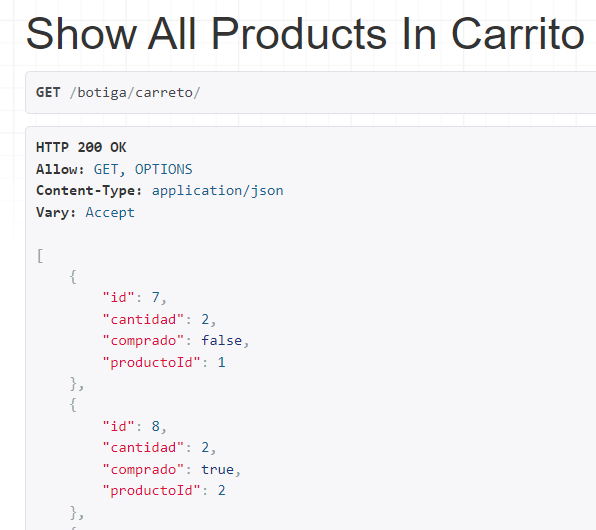 Show All Products In Carrito
GET /botiga/carreto/
HTTP 200 OK
Allow: GET, OPTIONS
Content-Type: application/json
Vary: Accept
[
{
"id": 7,
"cantidad": 2,
"comprado": false,
"productoId": 1
},
{
"id": 8,
"cantidad": 2,
"comprado": true,
"productoId": 2
},